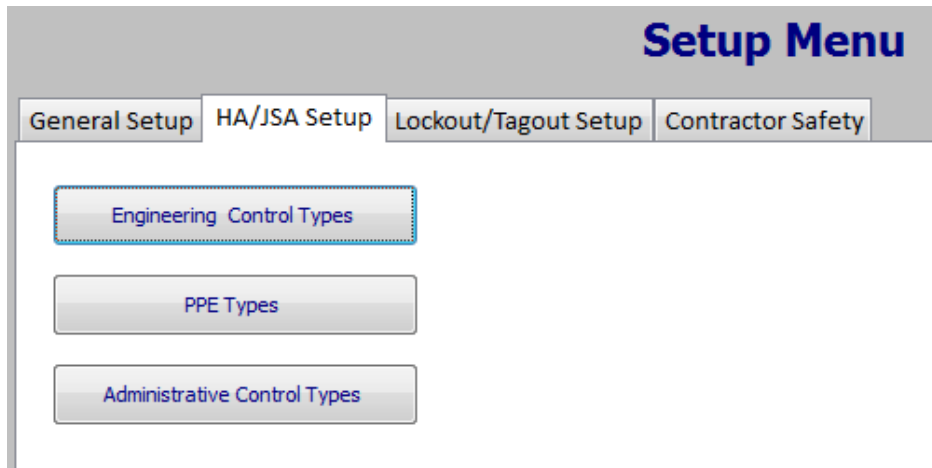 Setup Menu
General Setup HA/JSA Setup Lockout/Tagout Setup Contractor Safety
Engineering Control Types
PPE Types
Administrative Control Types